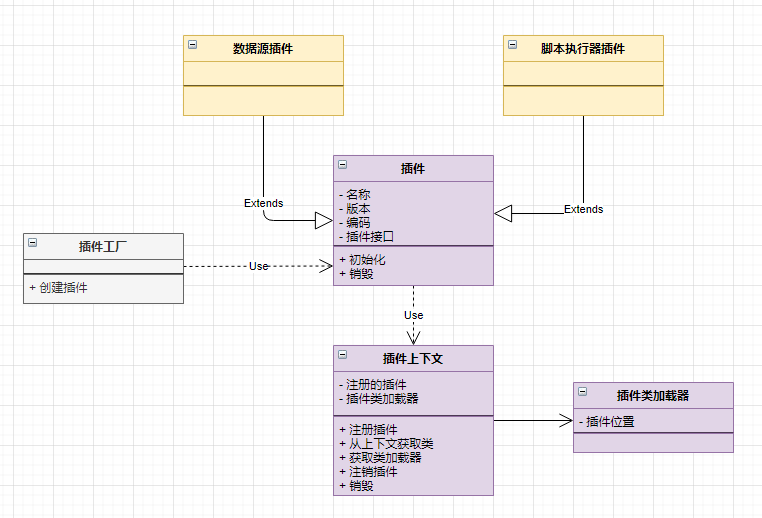 数据源插件
脚本执行器插件
Extends
Extends
插件
- 名称
- 版本
- 编码
- 插件接口
+ 初始化
+ 销毁
插件工厂
+ 创建插件
Use
Use
插件上下文
- 注册的插件
- 插件类加载器
+ 注册插件
+ 从上下文获取类
+ 获取类加载器
+ 注销插件
+ 销毁
插件类加载器
- 插件位置